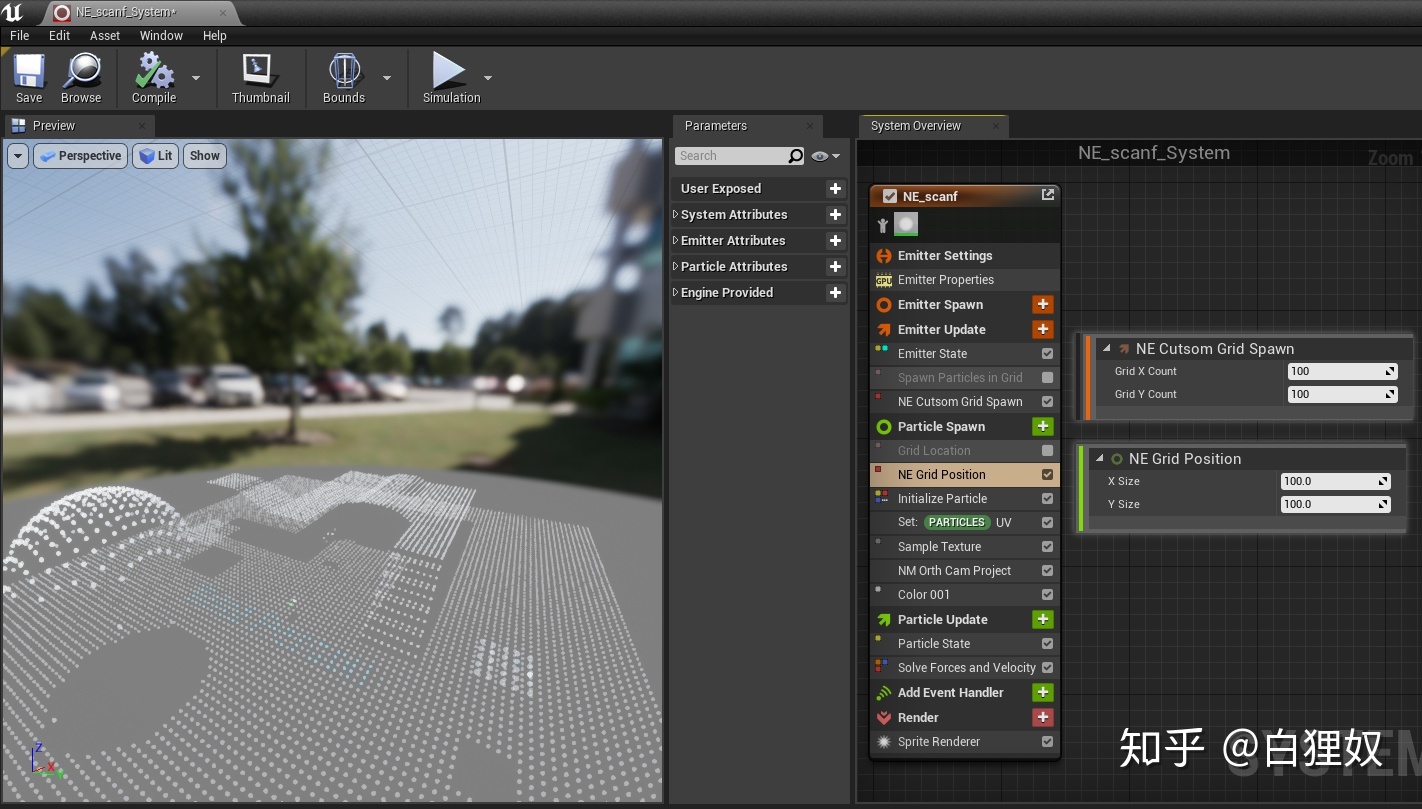 NE_scanf_System*
File Edit Asset Window Help
Save Browse Compile Thumbnail Bounds Simulation
Preview
Perspective Lit Show
Parameters
Search
User Exposed
System Attributes
Emitter Attributes
Particle Attributes
Engine Provided
System Overview
NE_scanf_System
Zoom
NE_scanf
Emitter Settings
GPU Emitter Properties
Emitter Spawn
Emitter Update
Emitter State
Spawn Particles in Grid
NE Cutsom Grid Spawn
Particle Spawn
Grid Location
NE Grid Position
Initialize Particle
Set: PARTICLES UV
Sample Texture
NM Orth Cam Project
Color 001
Particle Update
Particle State
Solve Forces and Velocity
Add Event Handler
Render
Sprite Renderer
NE Cutsom Grid Spawn
Grid X Count 100
Grid Y Count 100
NE Grid Position
X Size 100.0
Y Size 100.0
Z
X
SYSTEM
知乎 @白狸奴